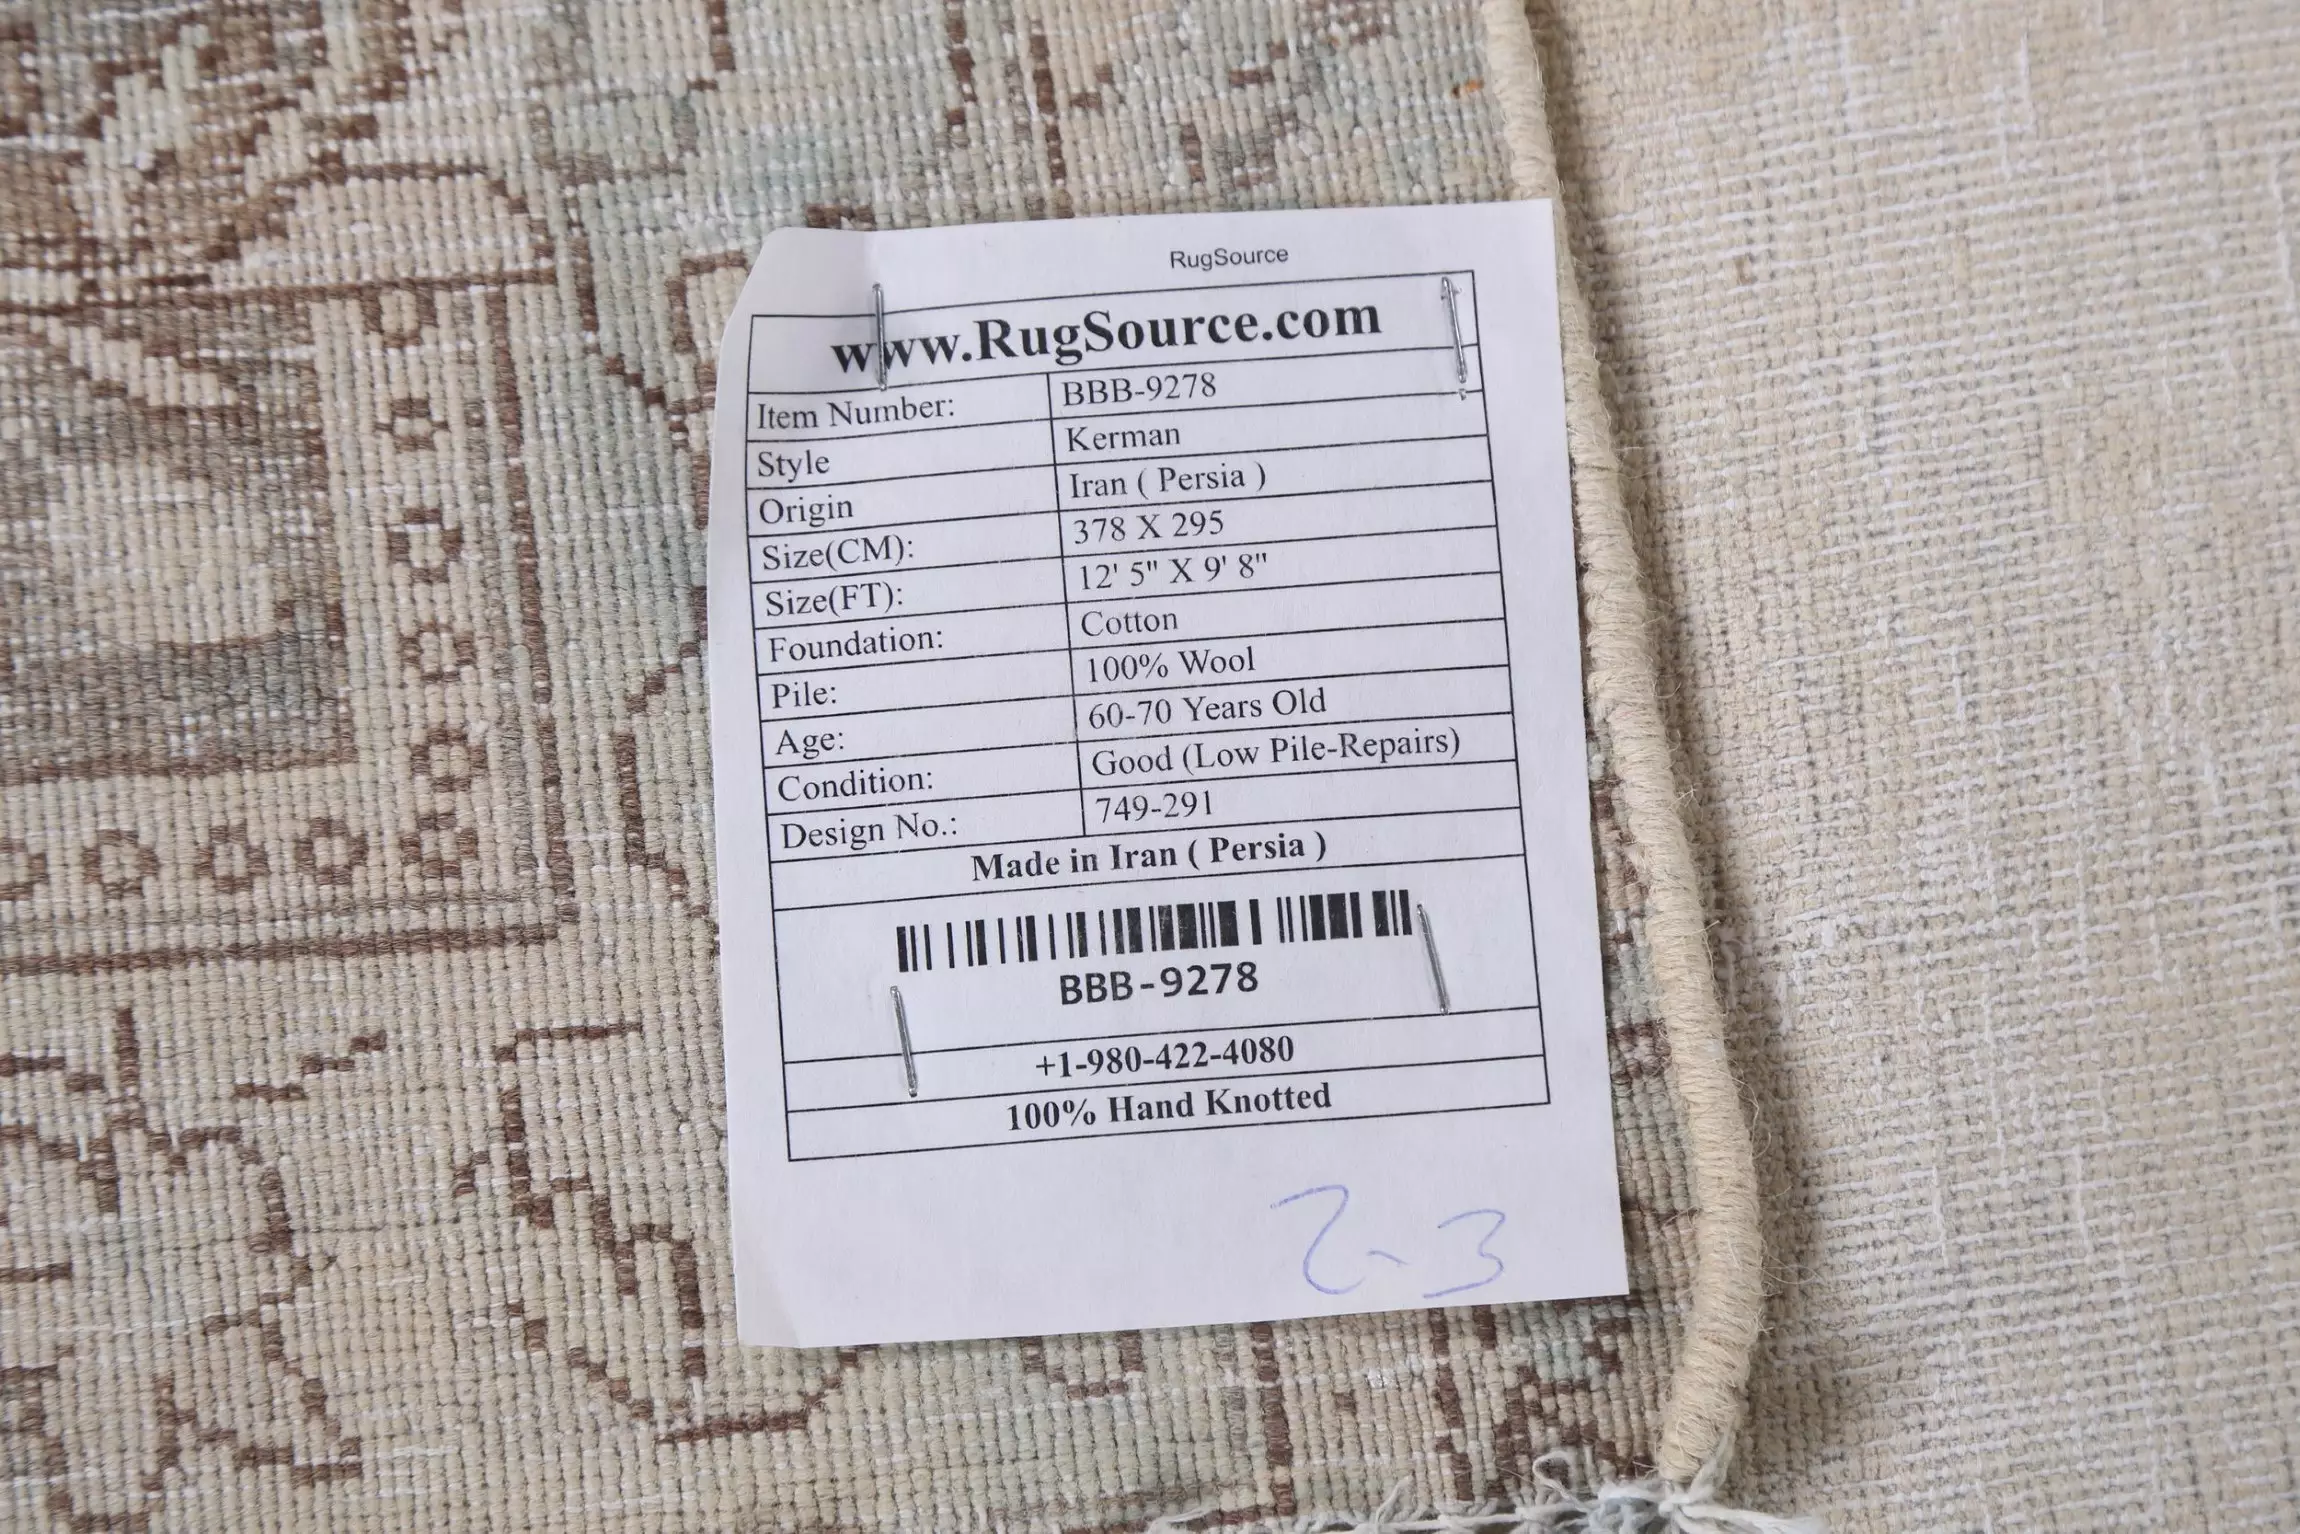 RugSource
www.RugSource.com
Item Number: BBB-9278
Style Kerman
Origin Iran ( Persia )
Size(CM): 378 X 295
Size(FT): 12' 5" X 9' 8"
Foundation: Cotton
Pile: 100% Wool
Age: 60-70 Years Old
Condition: Good (Low Pile-Repairs)
Design No.: 749-291
Made in Iran ( Persia )
BBB-9278
+1-980-422-4080
100% Hand Knotted
2-3